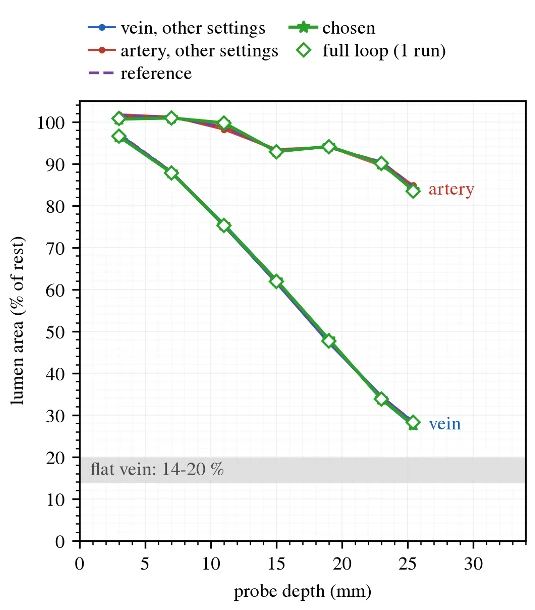 vein, other settings
chosen
artery, other settings
full loop (1 run)
reference
100
90
80
70
60
50
40
30
20
10
0
lumen area (% of rest)
artery
vein
flat vein: 14-20 %
0 5 10 15 20 25 30
probe depth (mm)